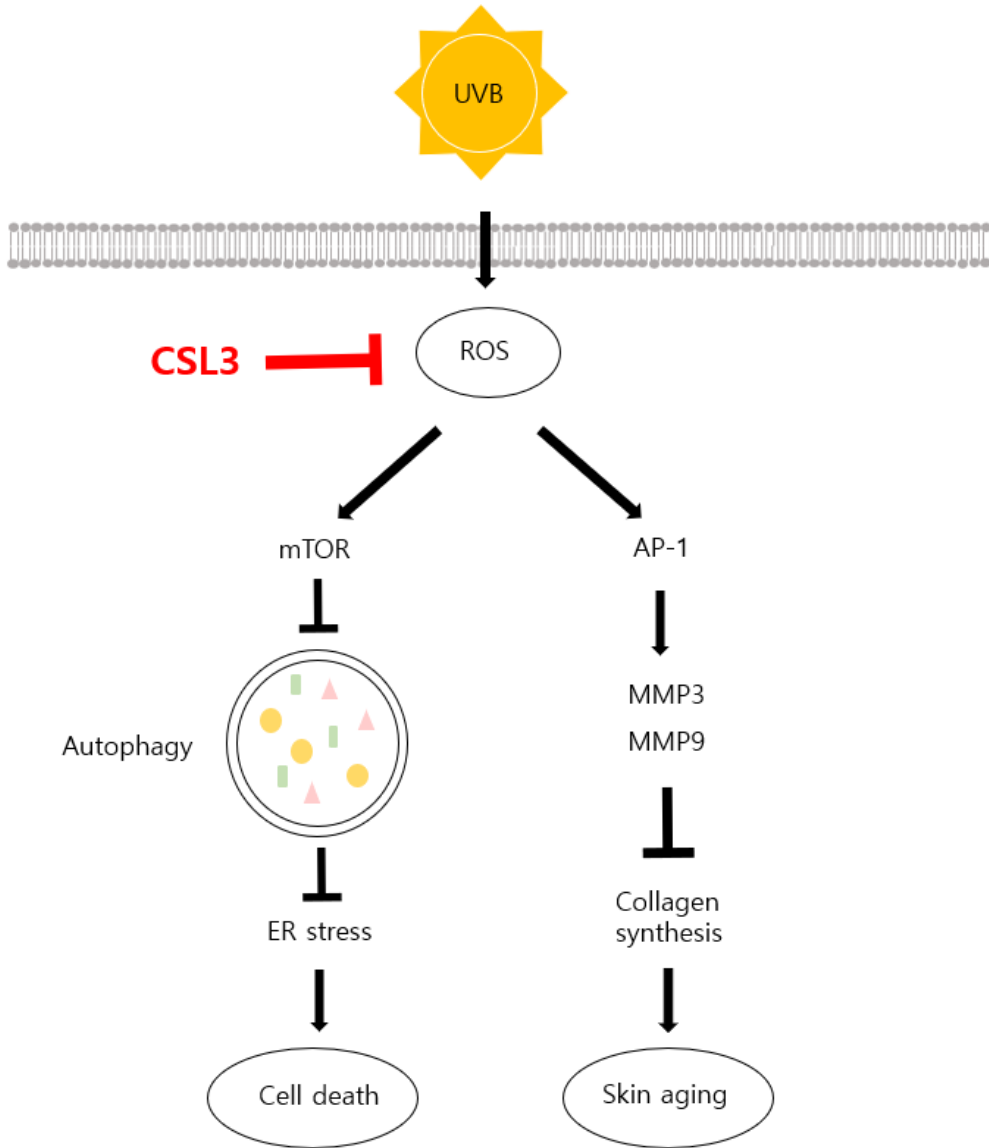 UVB
CSL3
ROS
mTOR
AP-1
MMP3
MMP9
Autophagy
Collagen
synthesis
ER stress
Cell death
Skin aging